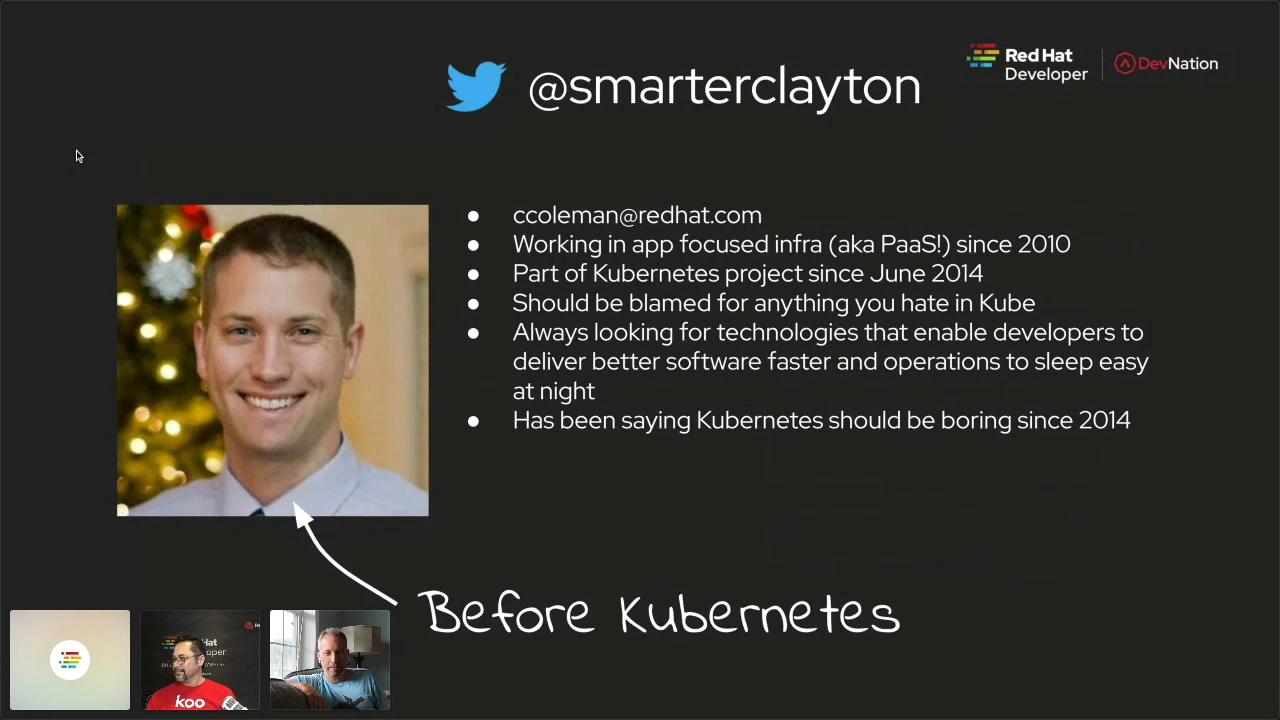 @smarterclayton
Red Hat
Developer
DevNation
ccoleman@redhat.com
Working in app focused infra (aka PaaS!) since 2010
Part of Kubernetes project since June 2014
Should be blamed for anything you hate in Kube
Always looking for technologies that enable developers to
deliver better software faster and operations to sleep easy
at night
Has been saying Kubernetes should be boring since 2014
Before Kubernetes
koo